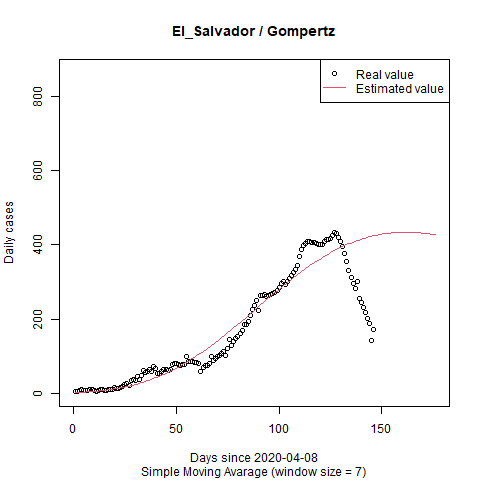 El_Salvador / Gompertz
Real value
Estimated value
Daily cases
800
600
400
200
0
0
50
100
150
Days since 2020-04-08
Simple Moving Avarage (window size = 7)